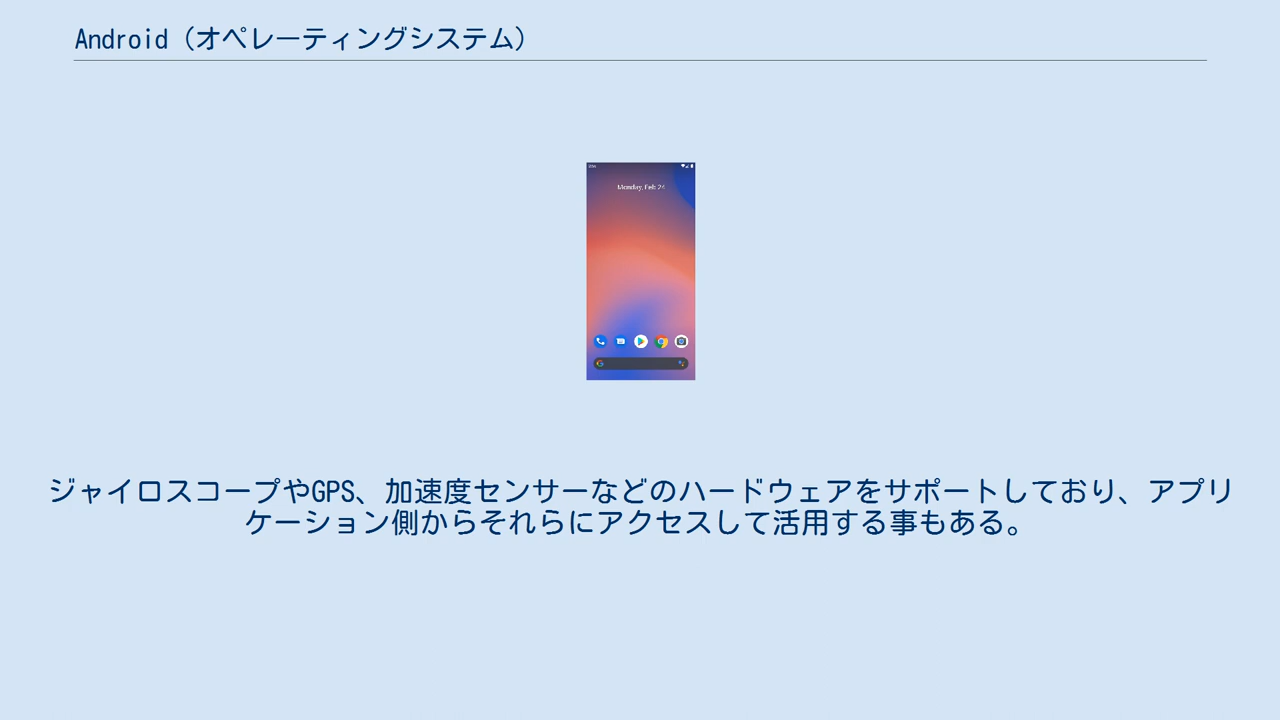 Android（オペレーティングシステム）
Monday, Feb 24
ジャイロスコープやGPS、加速度センサーなどのハードウェアをサポートしており、アプリ
ケーション側からそれらにアクセスして活用する事もある。